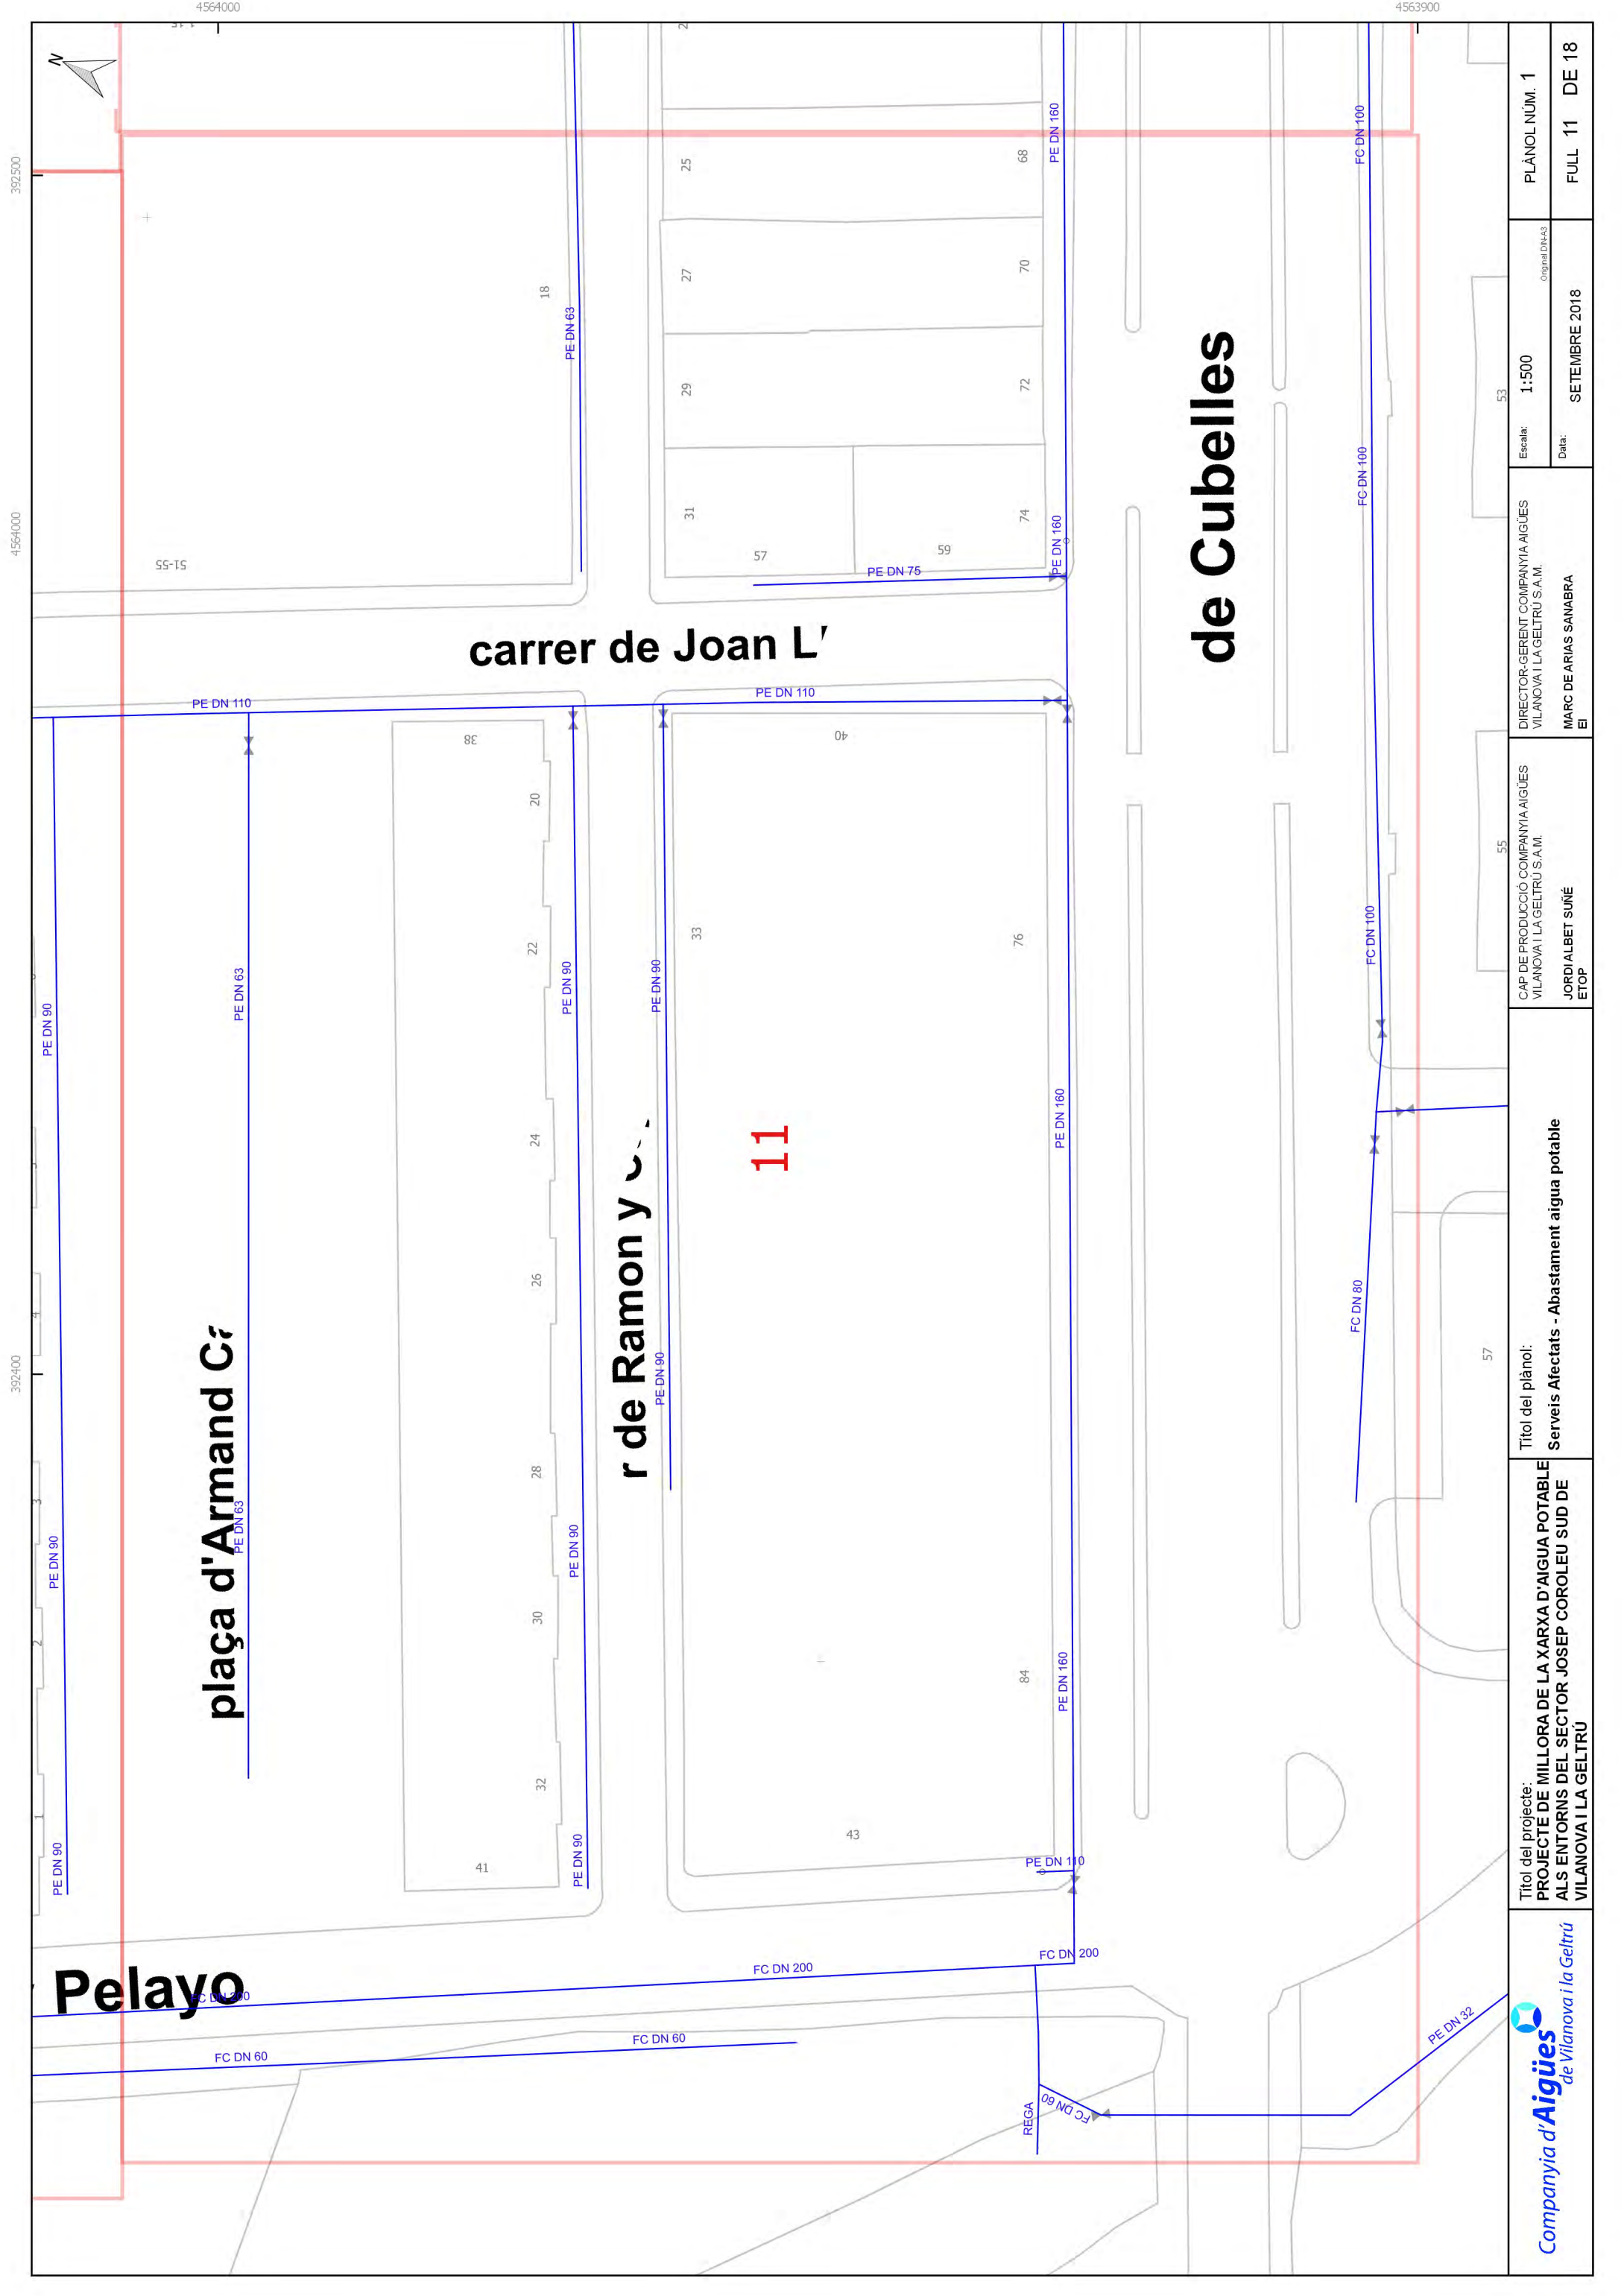 4564000
4563900
392500
4564000
392400
N
18
51-55
25
27
29
31
57
59
68
70
72
74
PE DN 63
PE DN 160
PE DN 160
PE DN 75
FC DN 100
FC DN 100
FC DN 100
de Cubelles
carrer de Joan
PE DN 110
PE DN 110
38
40
20
22
24
26
28
30
32
41
33
76
84
43
11
PE DN 90
PE DN 90
PE DN 90
PE DN 63
PE DN 63
plaça d'Armand
PE DN 90
PE DN 90
PE DN 90
r de Ramon y
PE DN 90
PE DN 90
PE DN 160
PE DN 160
PE DN 110
FC DN 80
53
55
57
1
2
3
4
Pelayo
FC DN 200
FC DN 200
FC DN 200
FC DN 60
FC DN 60
FC DN 60
REGA
PE DN 32
Companyia d'Aigües
de Vilanova i la Geltrú
Títol del projecte:
PROJECTE DE MILLORA DE LA XARXA D'AIGUA POTABLE
ALS ENTORNS DEL SECTOR JOSEP COROLEU SUD DE
VILANOVA I LA GELTRÚ
Títol del plànol:
Serveis Afectats - Abastament aigua potable
CAP DE PRODUCCIÓ COMPANYIA AIGÜES
VILANOVA I LA GELTRÚ S.A.M.
JORDI ALBET SUÑÉ
ETOP
DIRECTOR-GERENT COMPANYIA AIGÜES
VILANOVA I LA GELTRÚ S.A.M.
MARC DE ARIAS SANABRA
EI
Escala:
1:500
Original DIN-A3
Data:
SETEMBRE 2018
PLÀNOL NÚM. 1
FULL 11 DE 18